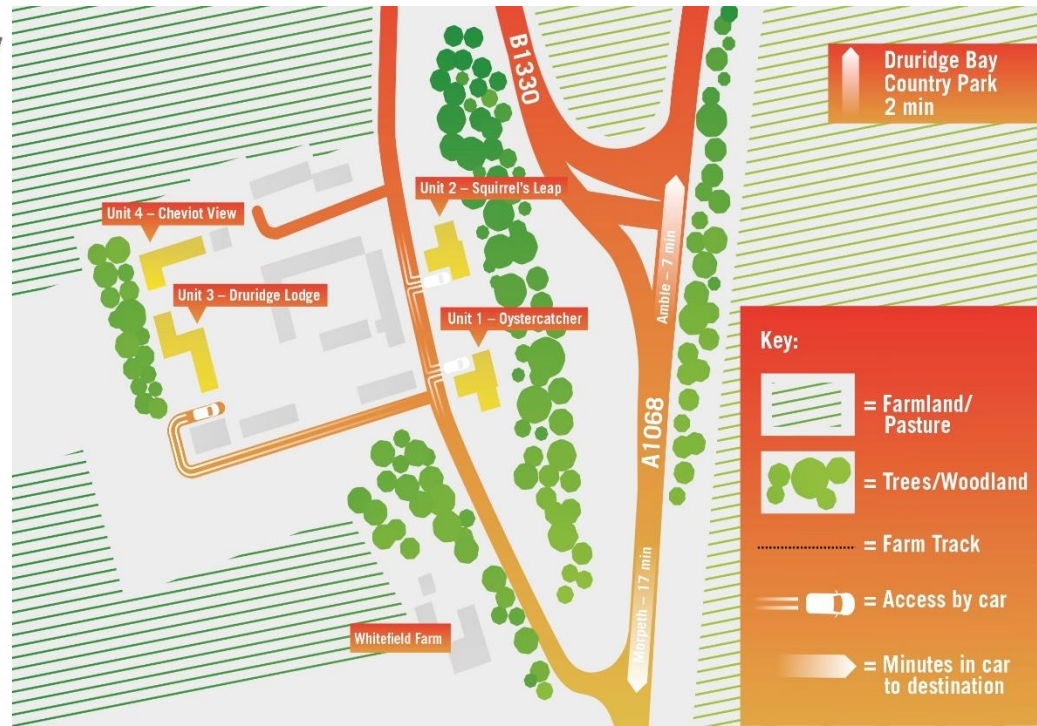 B1330
Druridge Bay
Country Park
2 min
Unit 2 – Squirrel's Leap
Unit 4 – Cheviot View
Unit 3 – Druridge Lodge
Unit 1 – Oystercatcher
Amble – 7 min
A1068
Morpeth – 17 min
Whitefield Farm
Key:
= Farmland/
Pasture
= Trees/Woodland
= Farm Track
= Access by car
= Minutes in car
to destination